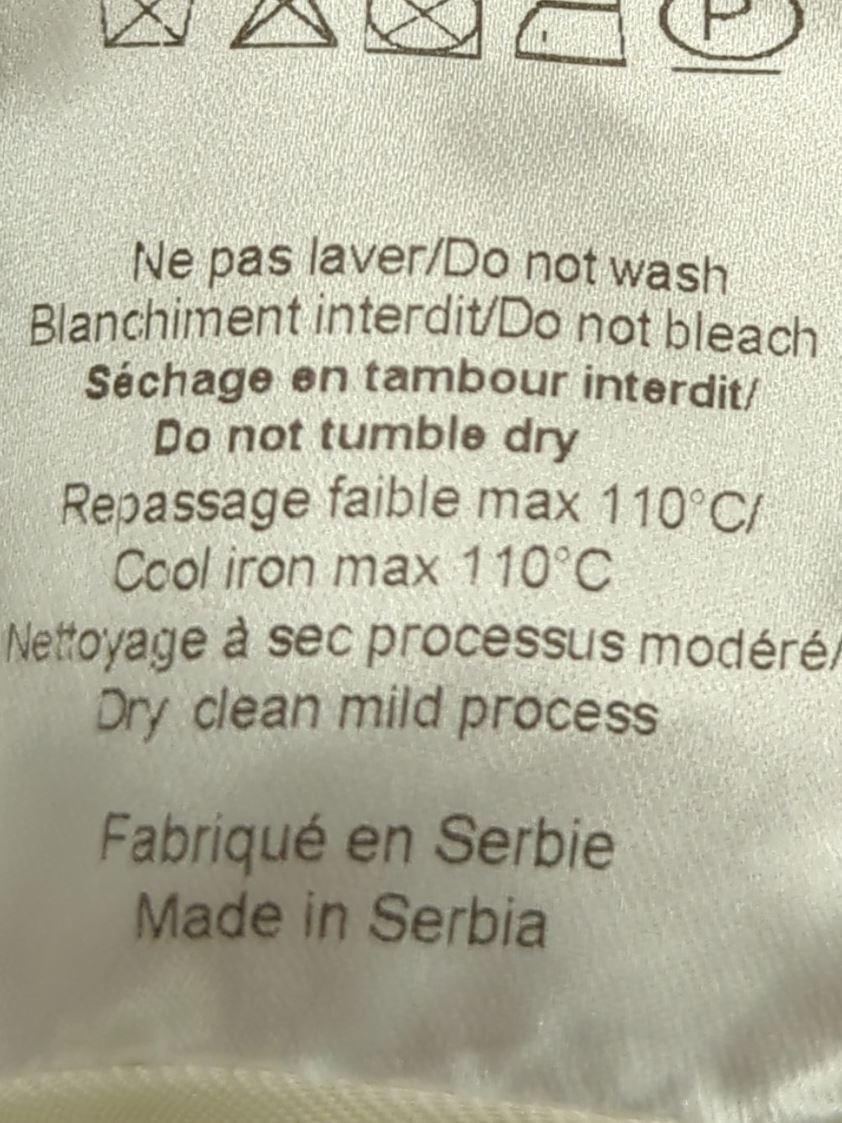 P
Ne pas laver/Do not wash
Blanchiment interdit/Do not bleach
Séchage en tambour interdit/
Do not tumble dry
Repassage faible max 110°C/
Cool iron max 110°C
Nettoyage à sec processus modéré/
Dry clean mild process
Fabriqué en Serbie
Made in Serbia